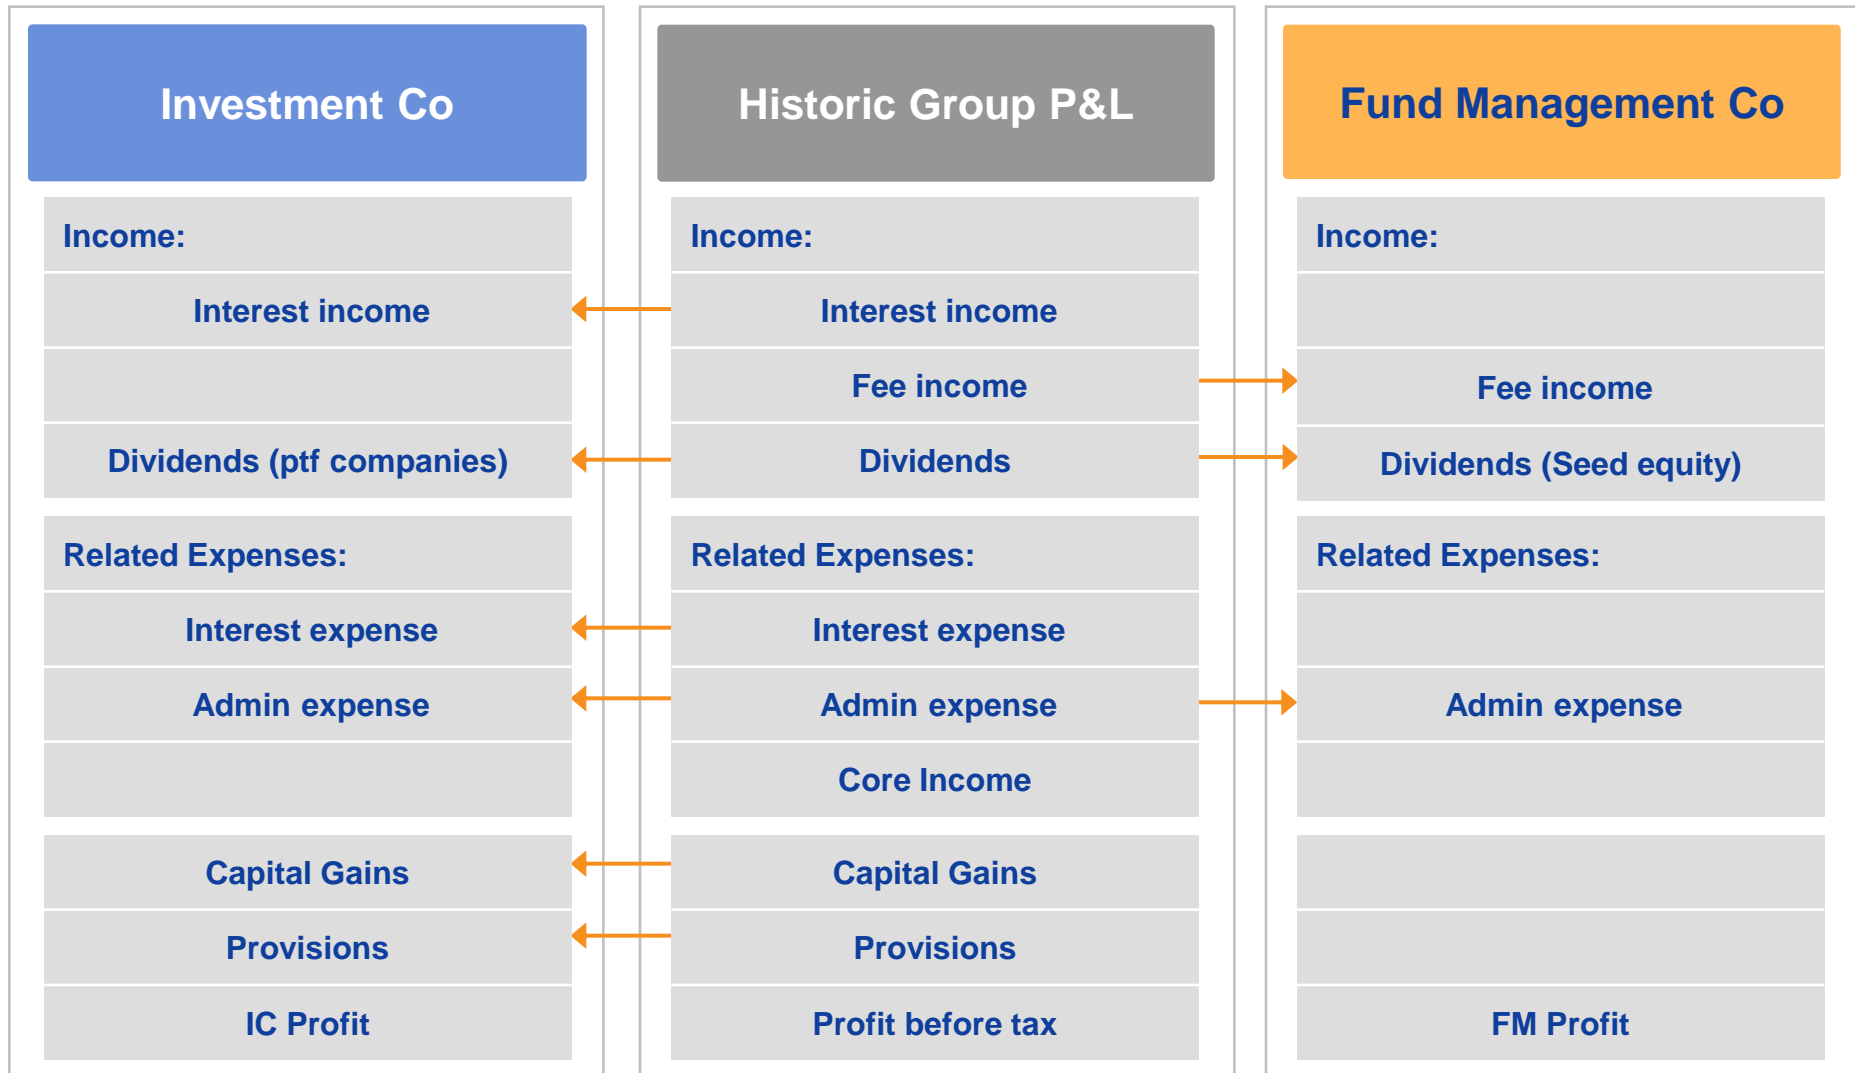 Investment Co
Income:
Interest income
Dividends (ptf companies)
Related Expenses:
Interest expense
Admin expense
Capital Gains
Provisions
IC Profit
Historic Group P&L
Income:
Interest income
Fee income
Dividends
Related Expenses:
Interest expense
Admin expense
Core Income
Capital Gains
Provisions
Profit before tax
Fund Management Co
Income:
Fee income
Dividends (Seed equity)
Related Expenses:
Admin expense
FM Profit